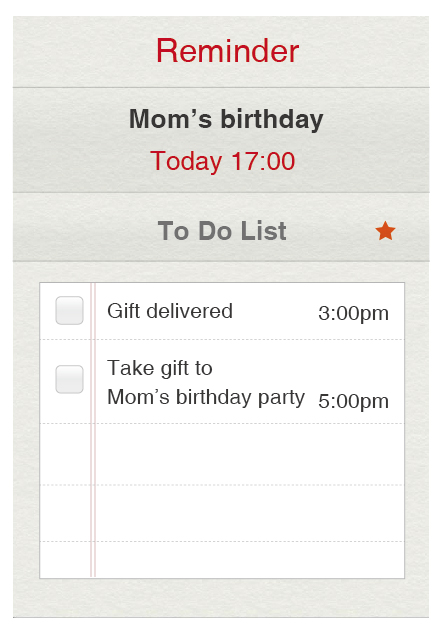 Reminder
Mom’s birthday
Today 17:00
To Do List
Gift delivered 3:00pm
Take gift to
Mom’s birthday party 5:00pm